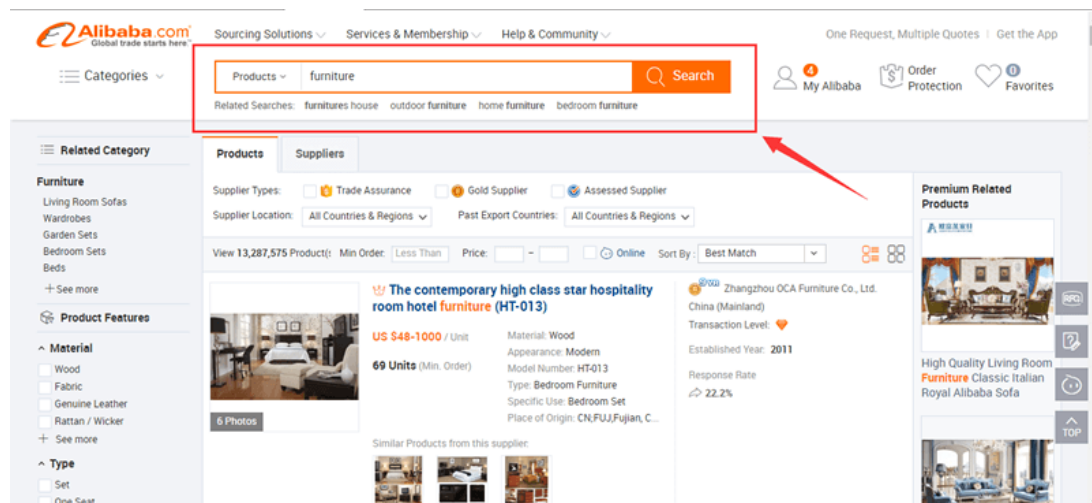 Alibaba.com
Global trade starts here.
Sourcing Solutions Services & Membership Help & Community
One Request, Multiple Quotes | Get the App
Categories
Products furniture Search
4 My Alibaba
Order Protection
0 Favorites
Related Searches: furnitures house outdoor furniture home furniture bedroom furniture
Related Category
Furniture
Living Room Sofas
Wardrobes
Garden Sets
Bedroom Sets
Beds
See more
Product Features
Material
Wood
Fabric
Genuine Leather
Rattan / Wicker
See more
Type
Set
One Seat
Products Suppliers
Supplier Types: Trade Assurance Gold Supplier Assessed Supplier
Supplier Location: All Countries & Regions Past Export Countries: All Countries & Regions
View 13,287,575 Product(s Min Order: Less Than Price: – Online Sort By : Best Match
The contemporary high class star hospitality
room hotel furniture (HT-013)
US $48-1000 / Unit
69 Units (Min. Order)
Material: Wood
Appearance: Modern
Model Number: HT-013
Type: Bedroom Furniture
Specific Use: Bedroom Set
Place of Origin: CN;FUJ,Fujian, C...
6 Photos
Similar Products from this supplier:
Zhangzhou OCA Furniture Co., Ltd.
China (Mainland)
Transaction Level:
Established Year: 2011
Response Rate
22.2%
Premium Related
Products
High Quality Living Room
Furniture Classic Italian
Royal Alibaba Sofa
RFQ
TOP